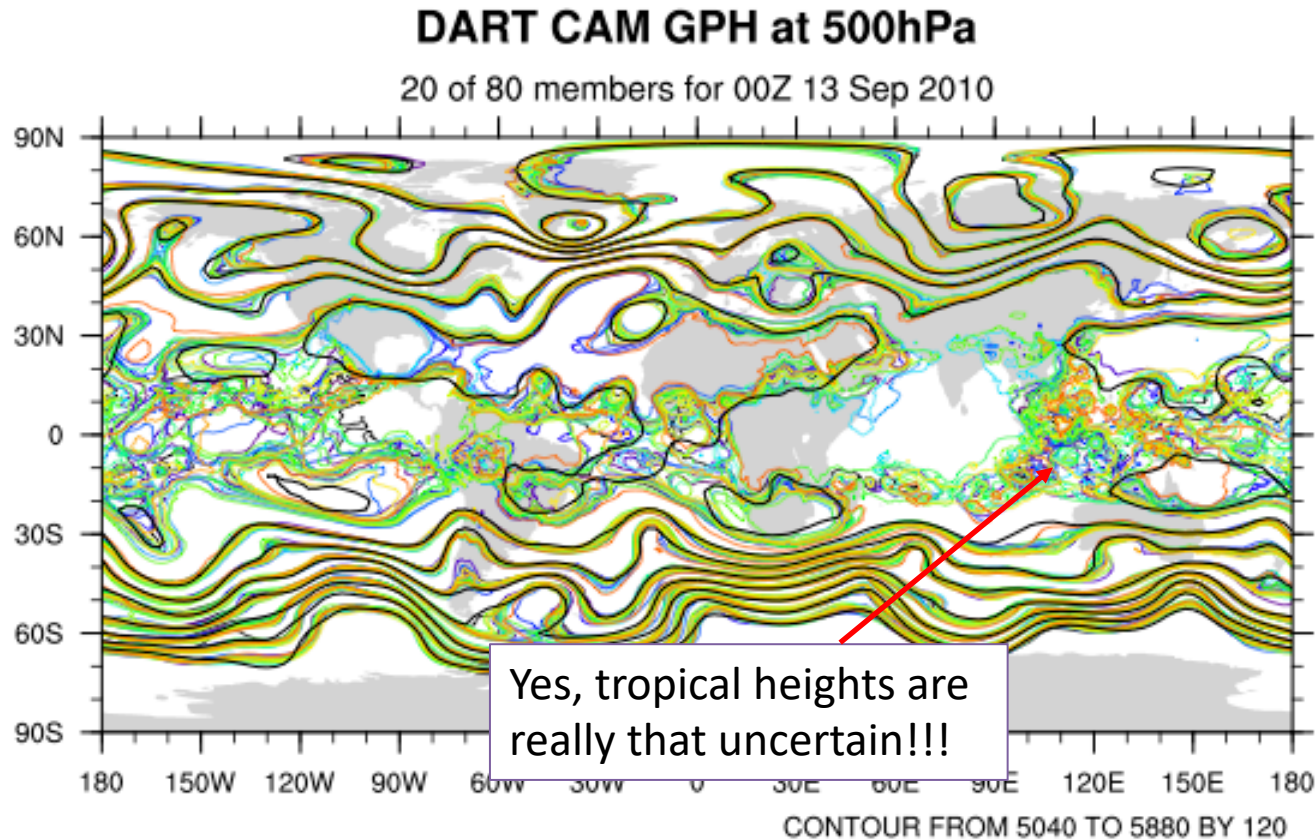 DART CAM GPH at 500hPa
20 of 80 members for 00Z 13 Sep 2010
90N
60N
30N
0
30S
60S
90S
Yes, tropical heights are
really that uncertain!!!
180 150W 120W 90W 60W 30W 0 30E 60E 90E 120E 150E 180
CONTOUR FROM 5040 TO 5880 BY 120